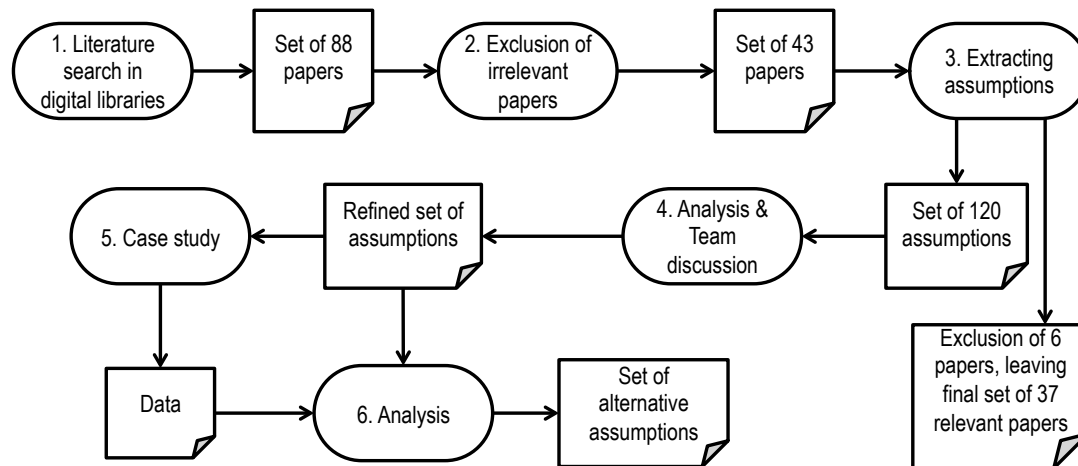 1. Literature
search in
digital libraries
Set of 88
papers
2. Exclusion of
irrelevant
papers
Set of 43
papers
3. Extracting
assumptions
5. Case study
Refined set of
assumptions
4. Analysis &
Team
discussion
Set of 120
assumptions
Data
6. Analysis
Set of
alternative
assumptions
Exclusion of 6
papers, leaving
final set of 37
relevant papers